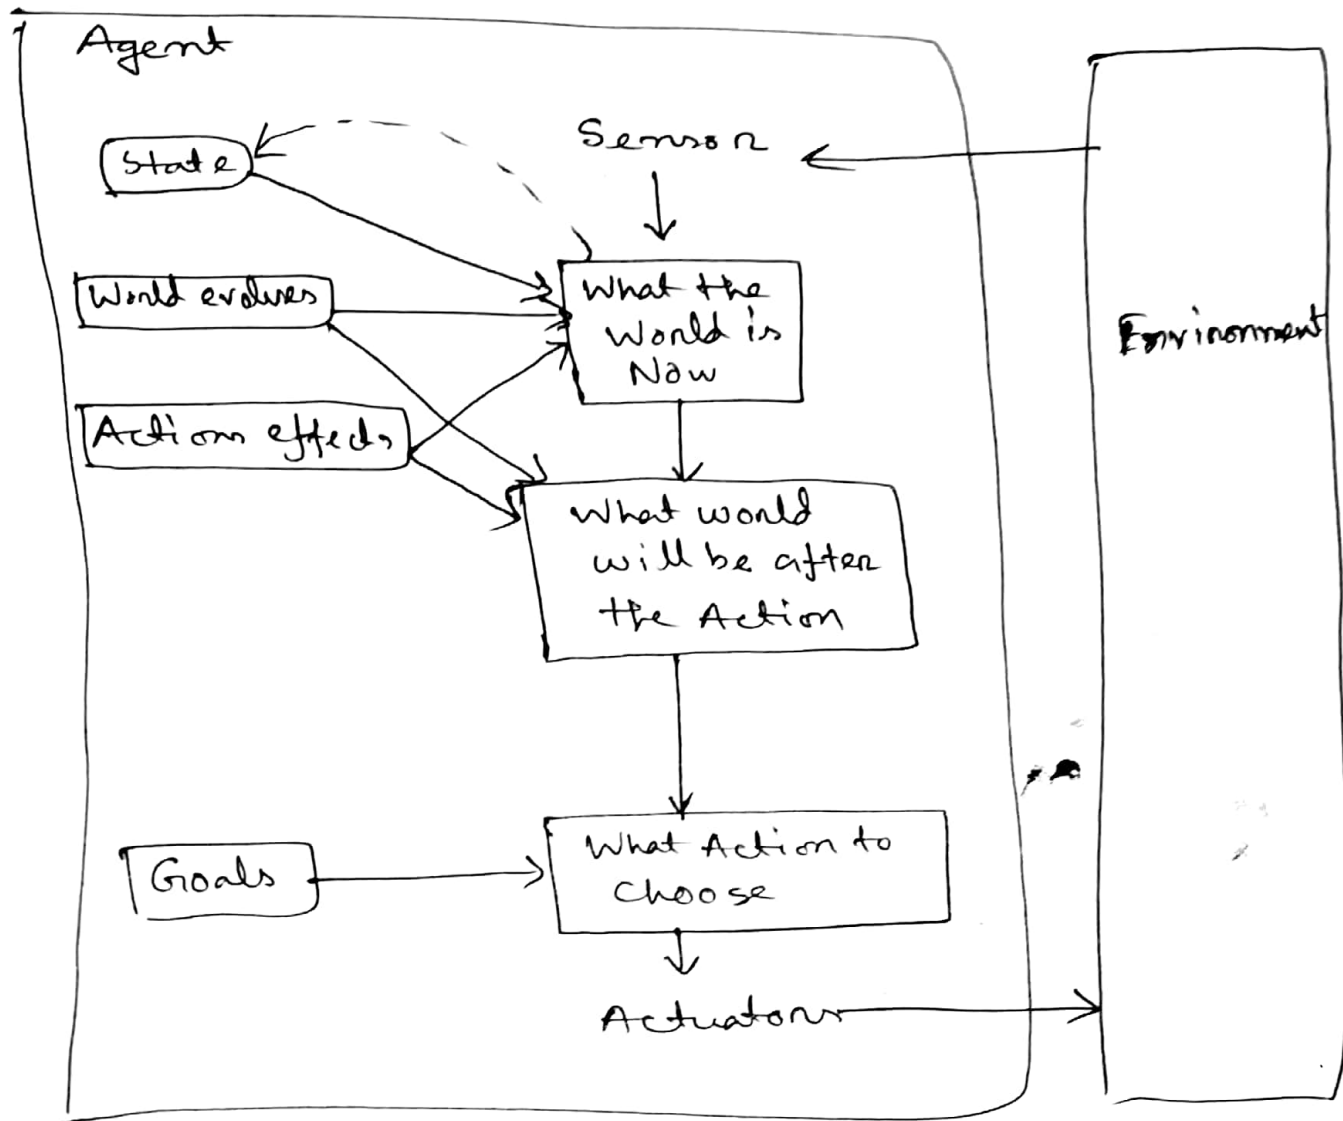 Agent
Sensor
State
World evolves
What the
World is
Now
Actions effects
What world
will be after
the Action
Goals
What Action to
choose
Actuators
Environment